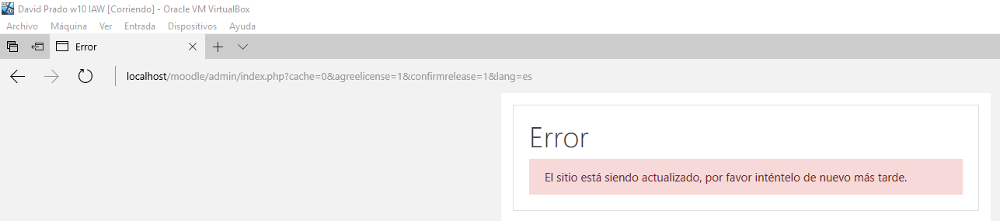 David Prado w10 IAW [Corriendo] - Oracle VM VirtualBox
Archivo Máquina Ver Entrada Dispositivos Ayuda
Error
localhost/moodle/admin/index.php?cache=0&agreelicense=1&confirmrelease=1&lang=es
Error
El sitio está siendo actualizado, por favor inténtelo de nuevo más tarde.